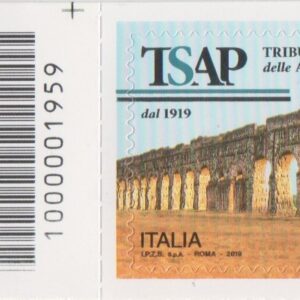 1000001959
TSAP
TRIBU
delle A
dal 1919
ITALIA
I.P.Z.S. S.p.A. - ROMA - 2019